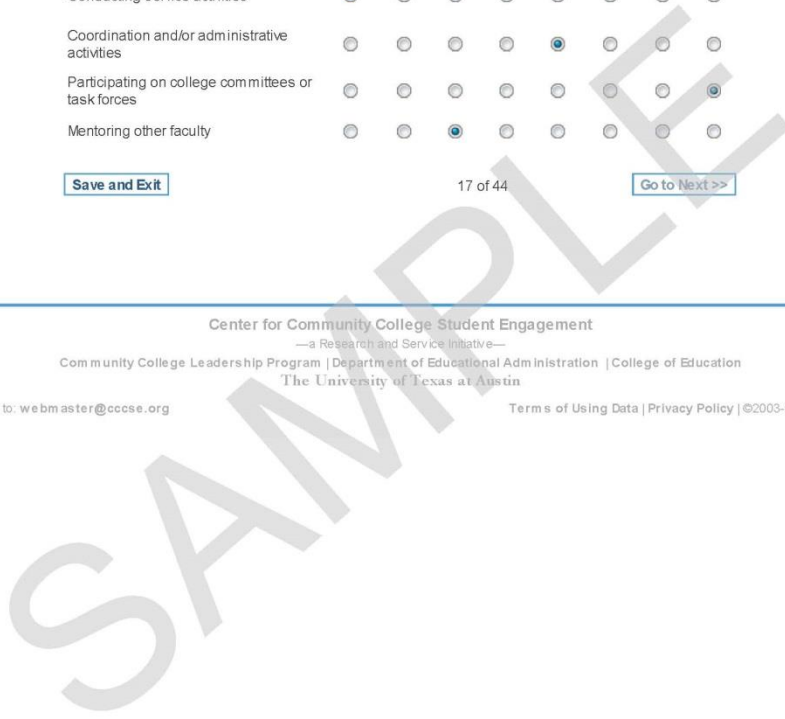 Conducting service activities
Coordination and/or administrative
activities
Participating on college committees or
task forces
Mentoring other faculty
Save and Exit
17 of 44
Go to Next >>
Center for Community College Student Engagement
—a Research and Service Initiative—
Community College Leadership Program | Department of Educational Administration | College of Education
The University of Texas at Austin
to: webmaster@cccse.org
Terms of Using Data | Privacy Policy | ©2003-
SAMPLE